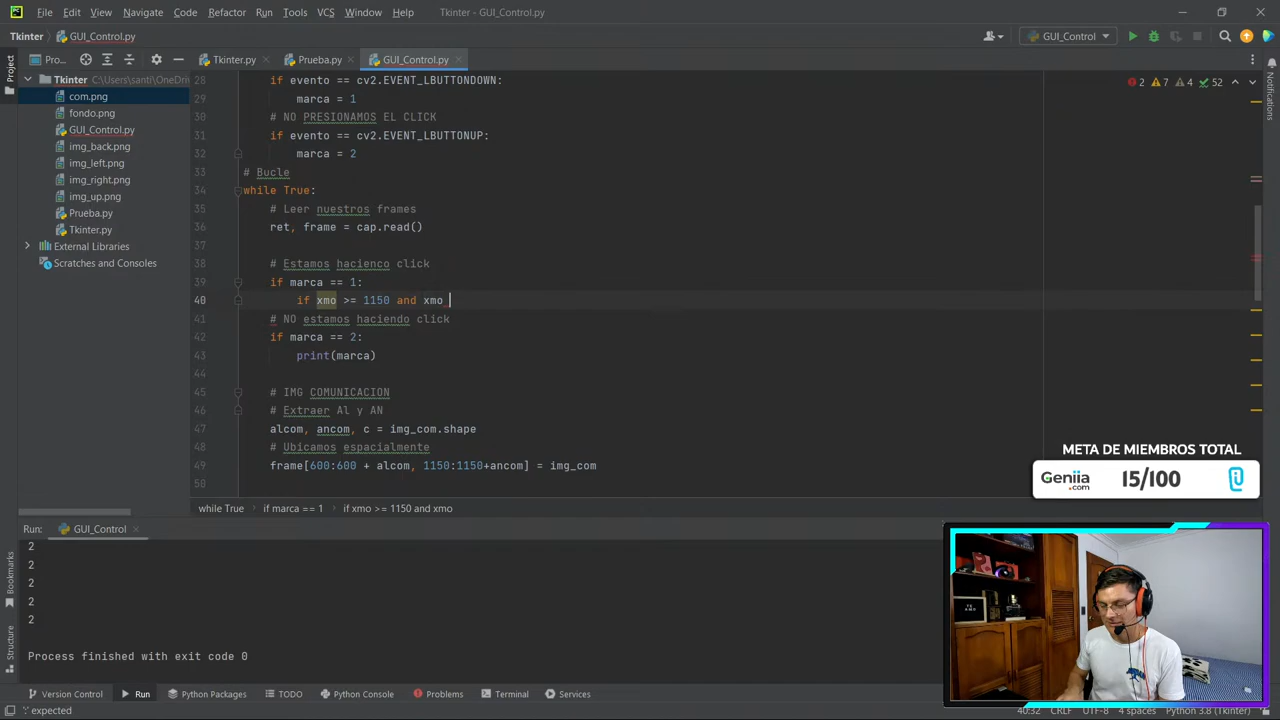 File Edit View Navigate Code Refactor Run Tools VCS Window Help Tkinter - GUI_Control.py
Tkinter GUI_Control.py GUI_Control
Pro... Tkinter.py Prueba.py GUI_Control.py
Project
Notifications
Tkinter C:\Users\santi\OneDri
com.png
fondo.png
GUI_Control.py
img_back.png
img_left.png
img_right.png
img_up.png
Prueba.py
Tkinter.py
External Libraries
Scratches and Consoles
2 7 4 52
28 if evento == cv2.EVENT_LBUTTONDOWN:
29 marca = 1
30 # NO PRESIONAMOS EL CLICK
31 if evento == cv2.EVENT_LBUTTONUP:
32 marca = 2
33 # Bucle
34 while True:
35 # Leer nuestros frames
36 ret, frame = cap.read()
37
38 # Estamos hacienco click
39 if marca == 1:
40 if xmo >= 1150 and xmo
41 # NO estamos haciendo click
42 if marca == 2:
43 print(marca)
44
45 # IMG COMUNICACION
46 # Extraer Al y AN
47 alcom, ancom, c = img_com.shape
48 # Ubicamos espacialmente
49 frame[600:600 + alcom, 1150:1150+ancom] = img_com
50
while True if marca == 1 if xmo >= 1150 and xmo
META DE MIEMBROS TOTAL
Geniia.com 15/100
Run: GUI_Control
2
2
2
2
2
Process finished with exit code 0
Bookmarks
Structure
Version Control Run Python Packages TODO Python Console Problems Terminal Services
':' expected
40:32 CRLF UTF-8 4 spaces Python 3.8 (Tkinter)